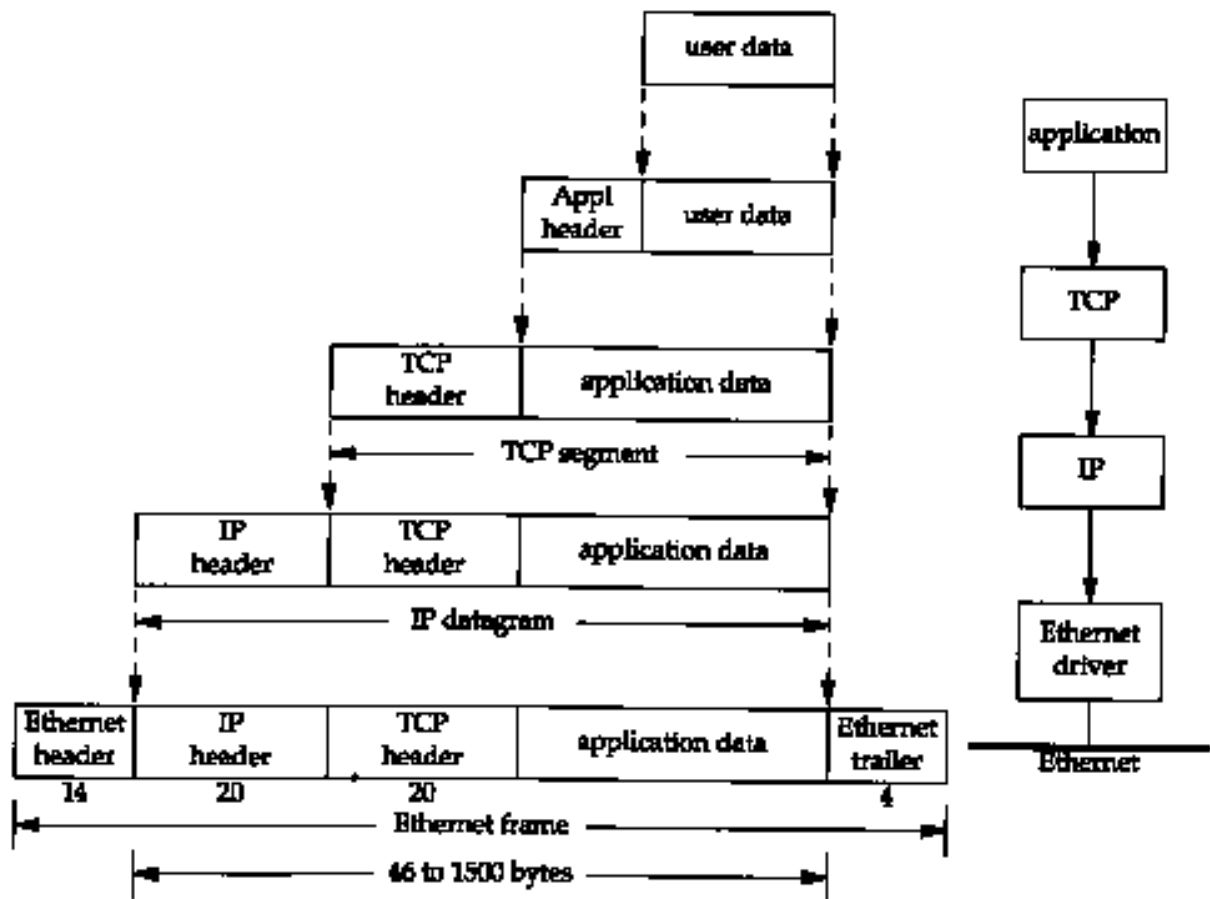 user data
application
Appl
header
user data
TCP
TCP
header
application data
TCP segment
IP
IP
header
TCP
header
application data
IP datagram
Ethernet
driver
Ethernet
header
IP
header
TCP
header
application data
Ethernet
trailer
Ethernet
14
20
20
4
Ethernet frame
46 to 1500 bytes